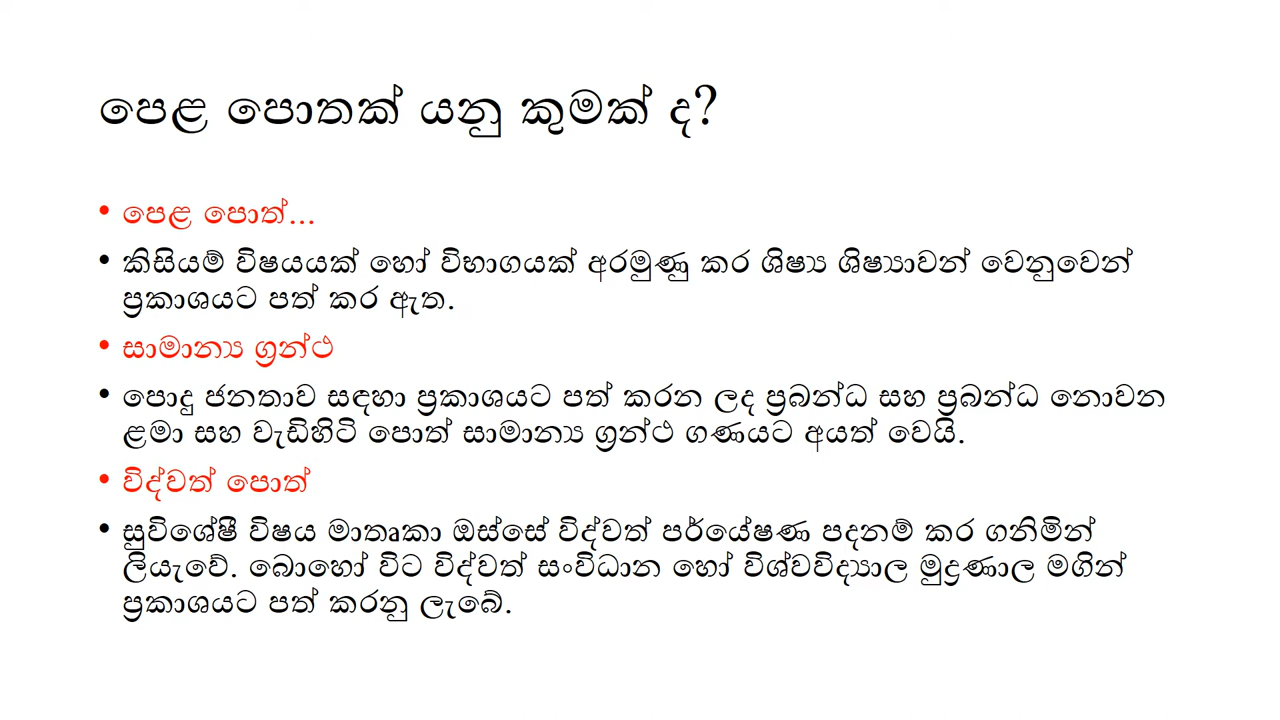 පෙළ පොතක් යනු කුමක් ද?
• පෙළ පොත්...
• කිසියම් විෂයයක් හෝ විභාගයක් අරමුණු කර ශිෂ්‍ය ශිෂ්‍යාවන් වෙනුවෙන්
ප්‍රකාශයට පත් කර ඇත.
• සාමාන්‍ය ග්‍රන්ථ
• පොදු ජනතාව සඳහා ප්‍රකාශයට පත් කරන ලද ප්‍රබන්ධ සහ ප්‍රබන්ධ නොවන
ළමා සහ වැඩිහිටි පොත් සාමාන්‍ය ග්‍රන්ථ ගණයට අයත් වෙයි.
• විද්වත් පොත්
• සුවිශේෂී විෂය මාතෘකා ඔස්සේ විද්වත් පර්යේෂණ පදනම් කර ගනිමින්
ලියැවේ. බොහෝ විට විද්වත් සංවිධාන හෝ විශ්වවිද්‍යාල මුද්‍රණාල මගින්
ප්‍රකාශයට පත් කරනු ලැබේ.